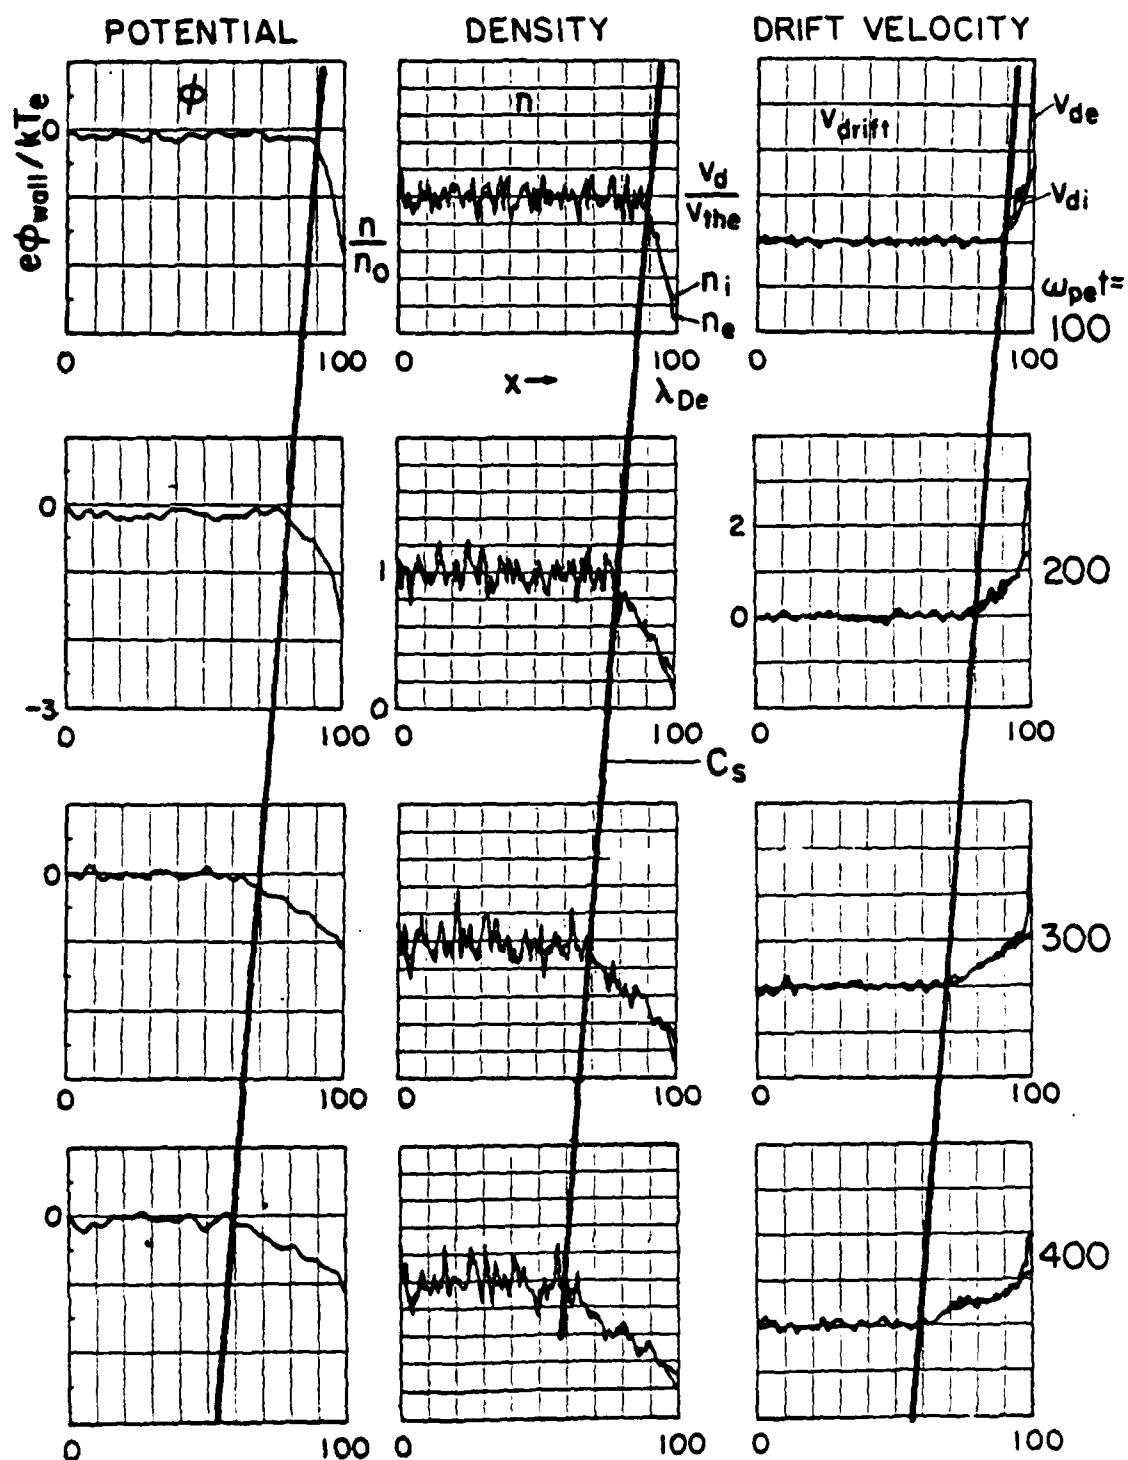 POTENTIAL DENSITY DRIFT VELOCITY
eϕwall/kTe
0
ϕ
n/n0
n
ni
ne
vd/vthe
vdrift
vde
vdi
ωpet=
100
0 100 0 100 0 100
x→
λDe
0
-3
1
0
2
0
200
0 100 0 100 0 100
Cs
0
300
0 100 0 100 0 100
0
400
0 100 0 100 0 100